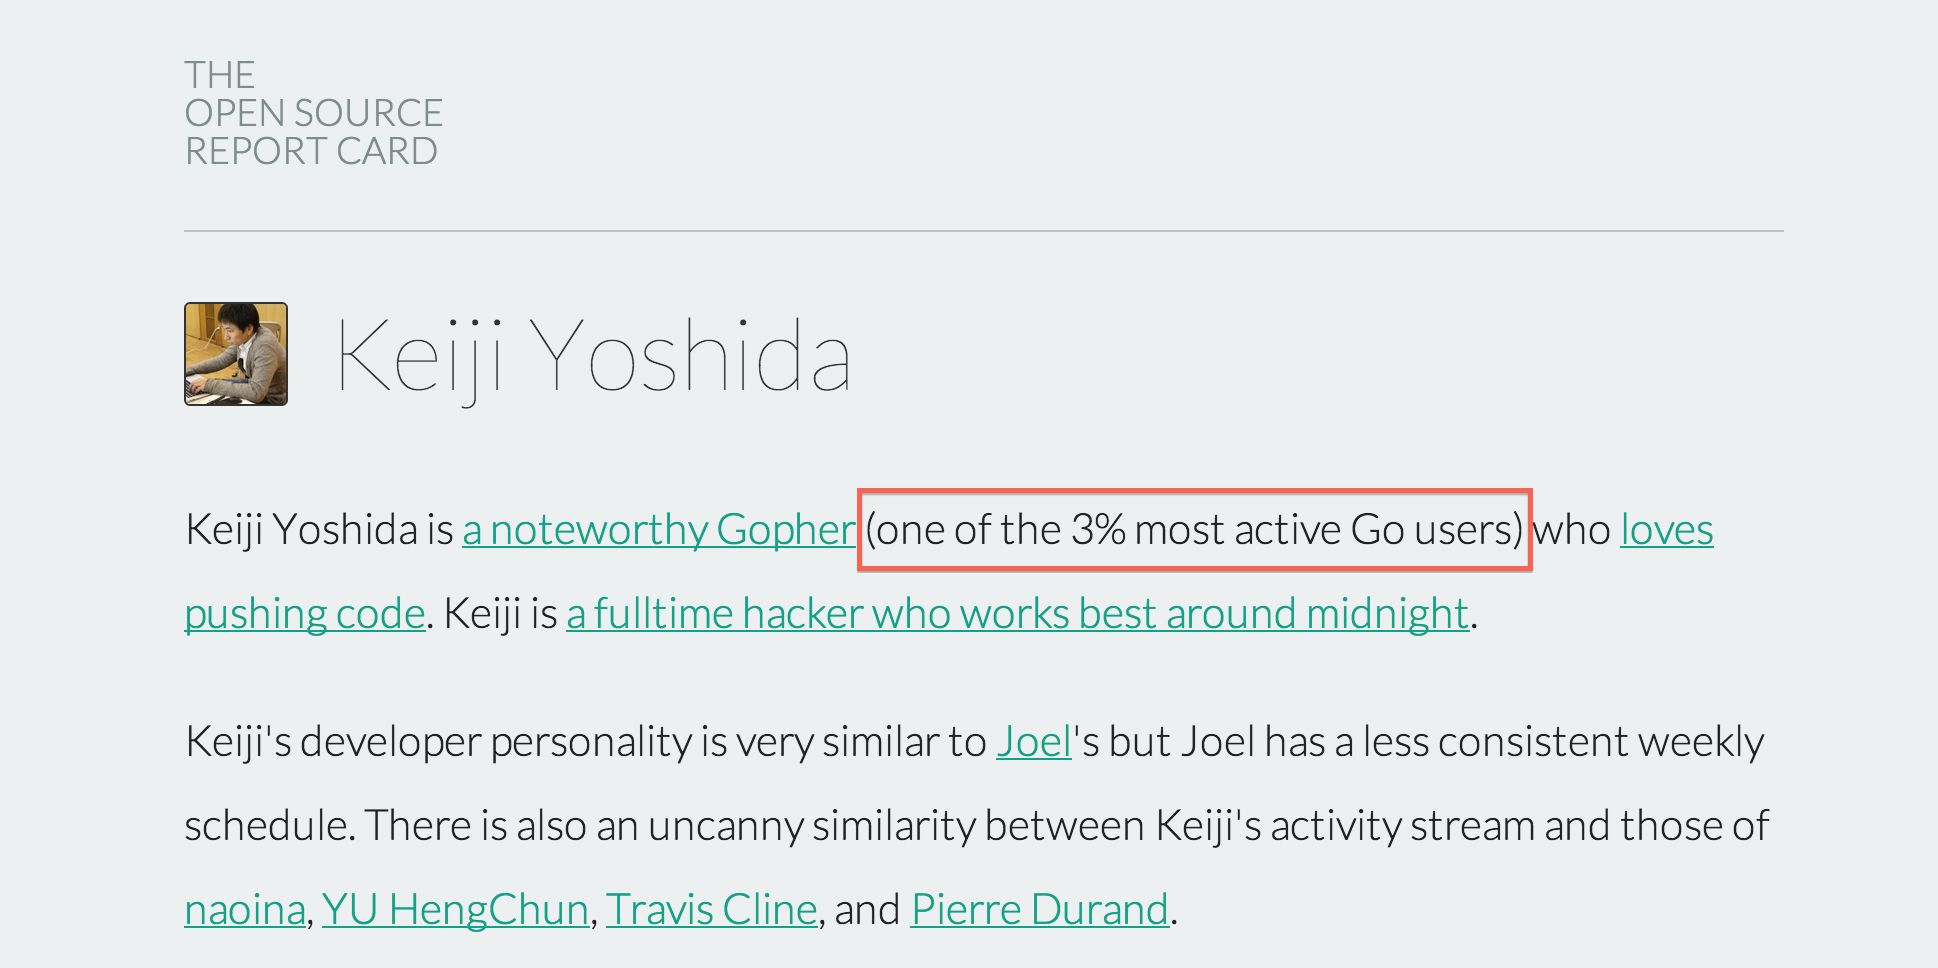 THE
OPEN SOURCE
REPORT CARD
Keiji Yoshida
Keiji Yoshida is a noteworthy Gopher (one of the 3% most active Go users) who loves
pushing code. Keiji is a fulltime hacker who works best around midnight.
Keiji's developer personality is very similar to Joel's but Joel has a less consistent weekly
schedule. There is also an uncanny similarity between Keiji's activity stream and those of
naoina, YU HengChun, Travis Cline, and Pierre Durand.